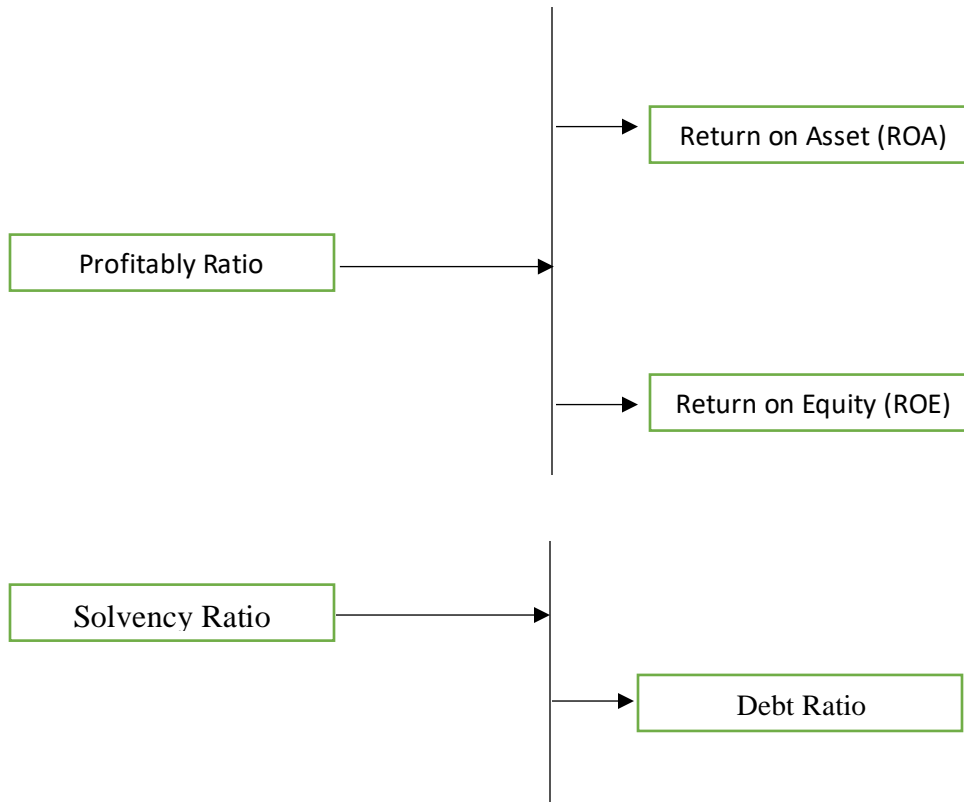 Return on Asset (ROA)
Profitably Ratio
Return on Equity (ROE)
Solvency Ratio
Debt Ratio